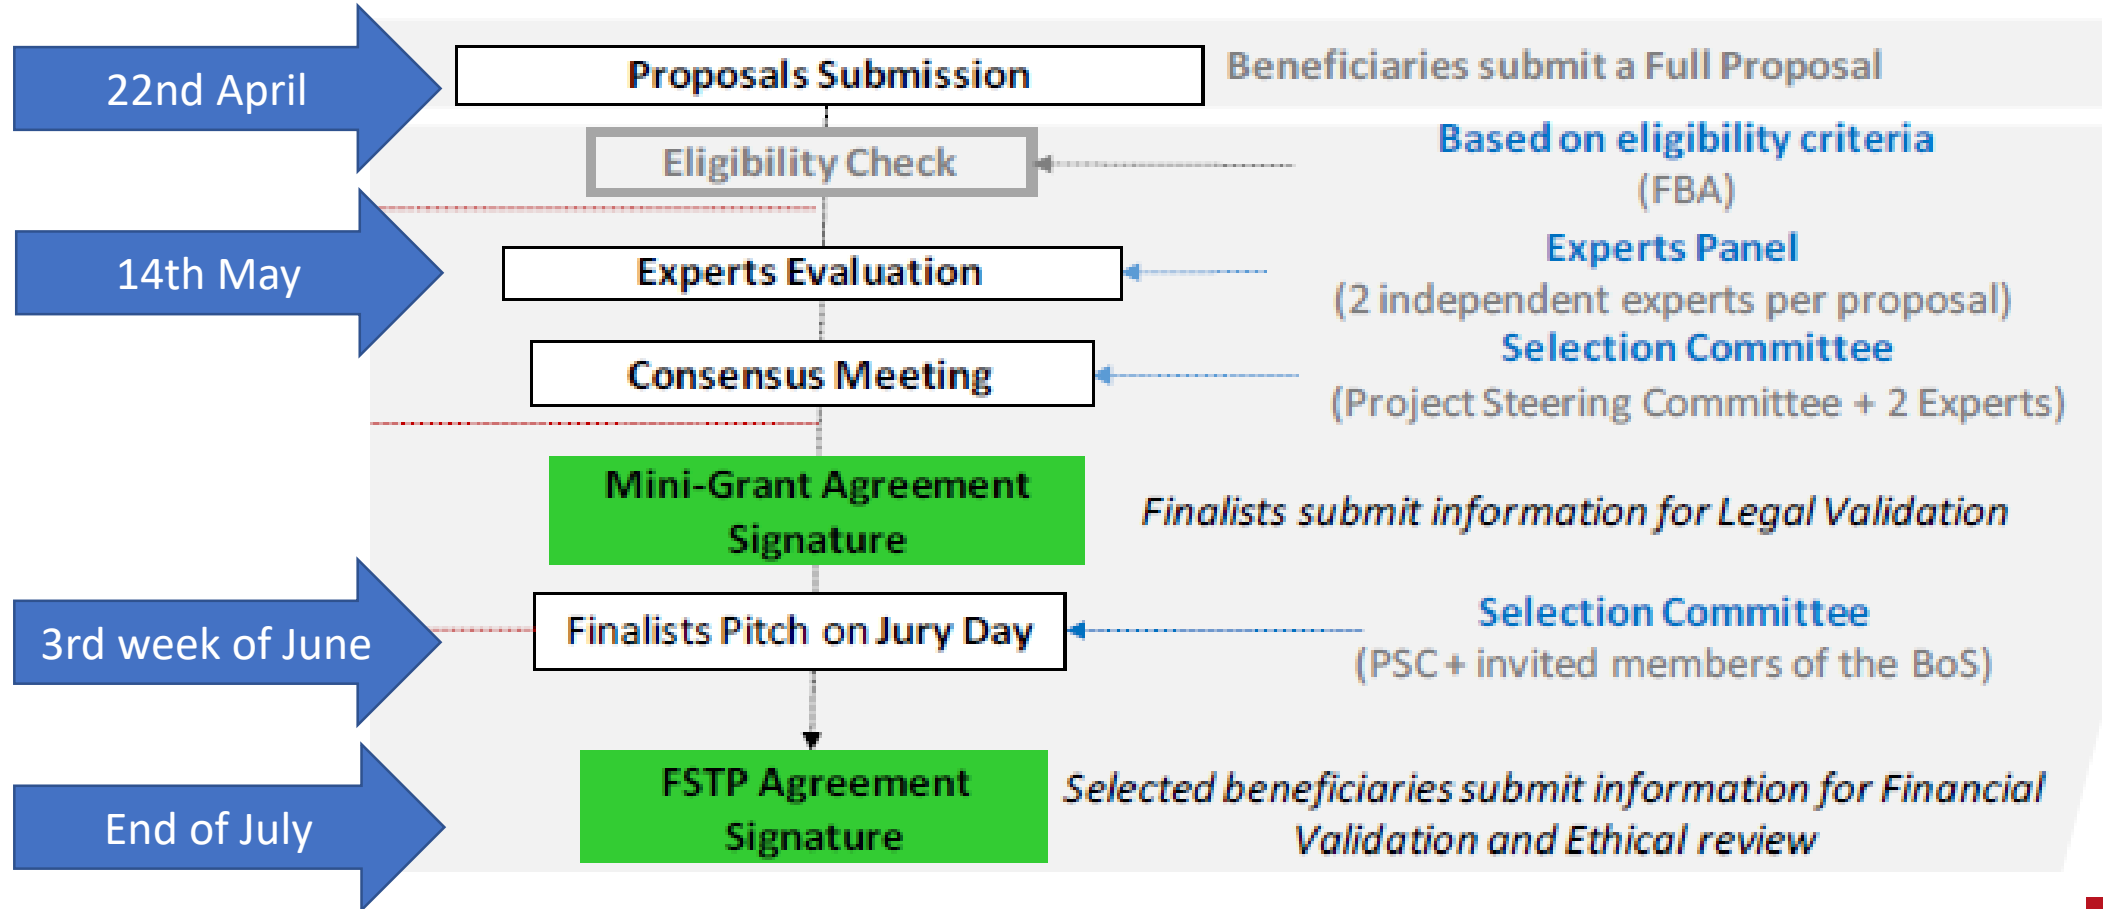 22nd April
Proposals Submission
Beneficiaries submit a Full Proposal
Eligibility Check
Based on eligibility criteria
(FBA)
14th May
Experts Evaluation
Experts Panel
(2 independent experts per proposal)
Consensus Meeting
Selection Committee
(Project Steering Committee + 2 Experts)
Mini-Grant Agreement
Signature
Finalists submit information for Legal Validation
3rd week of June
Finalists Pitch on Jury Day
Selection Committee
(PSC + invited members of the BoS)
End of July
FSTP Agreement
Signature
Selected beneficiaries submit information for Financial
Validation and Ethical review